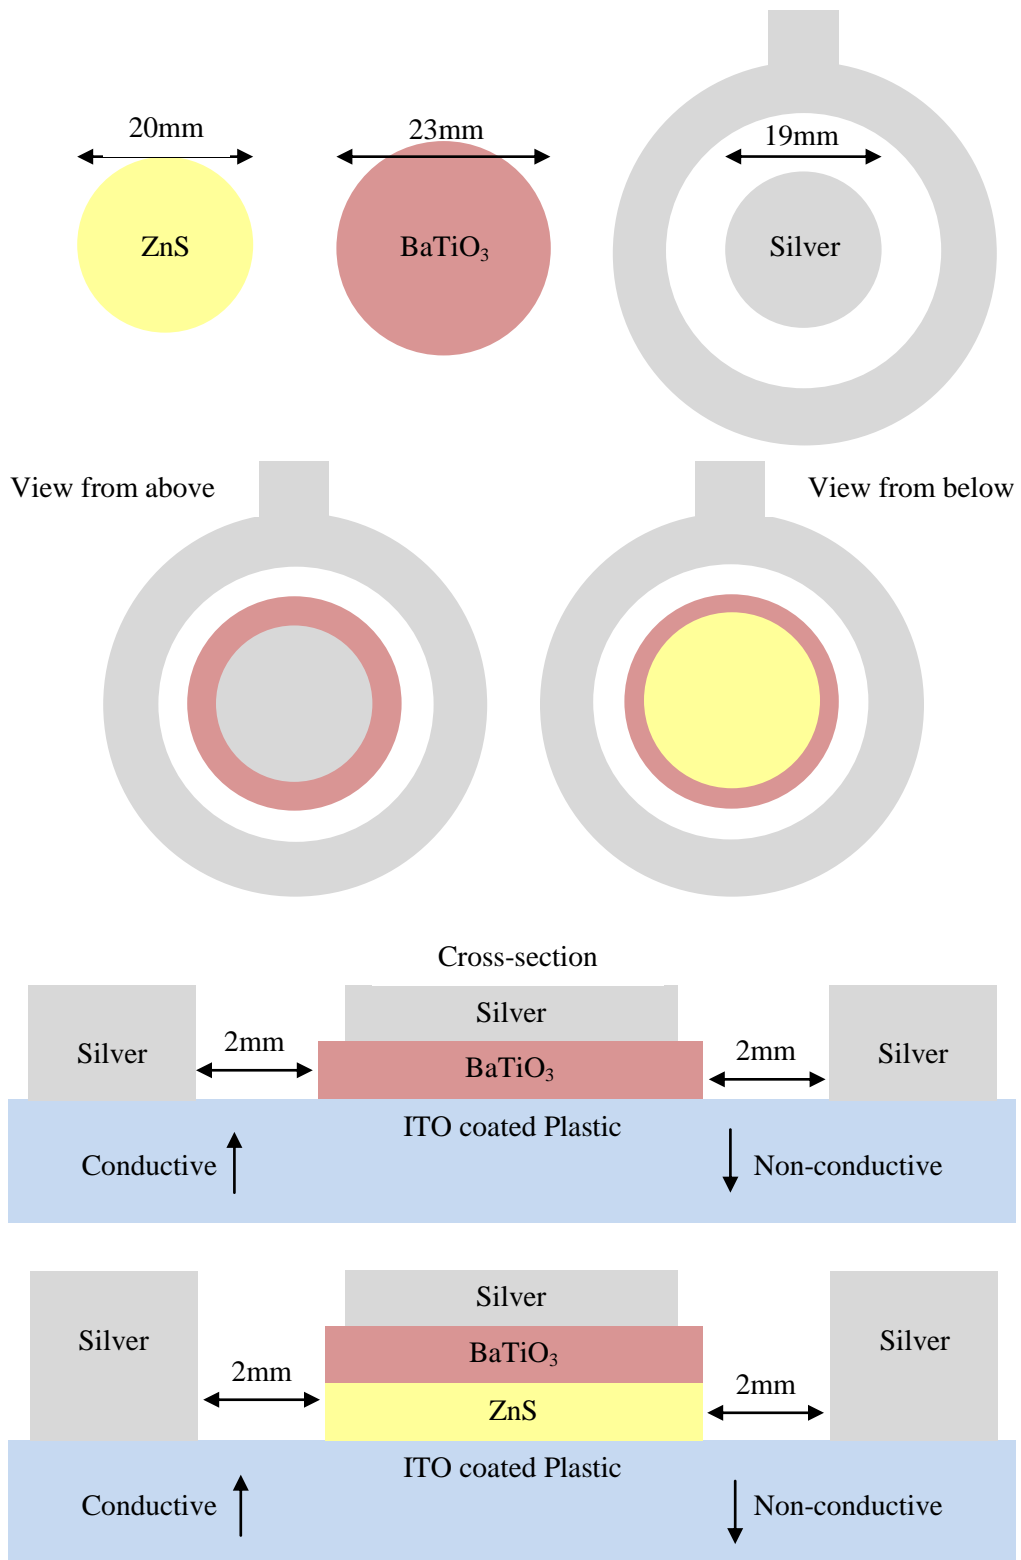 20mm
23mm
19mm
ZnS
BaTiO₃
Silver
View from above
View from below
Cross-section
Silver
Silver
Silver
2mm
2mm
BaTiO₃
ITO coated Plastic
Conductive
Non-conductive
Silver
Silver
Silver
BaTiO₃
2mm
2mm
ZnS
ITO coated Plastic
Conductive
Non-conductive